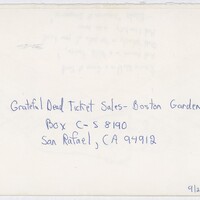 Grateful Dead Ticket Sales- Boston Garden
Box C-S 8190
San Rafael, CA 94912